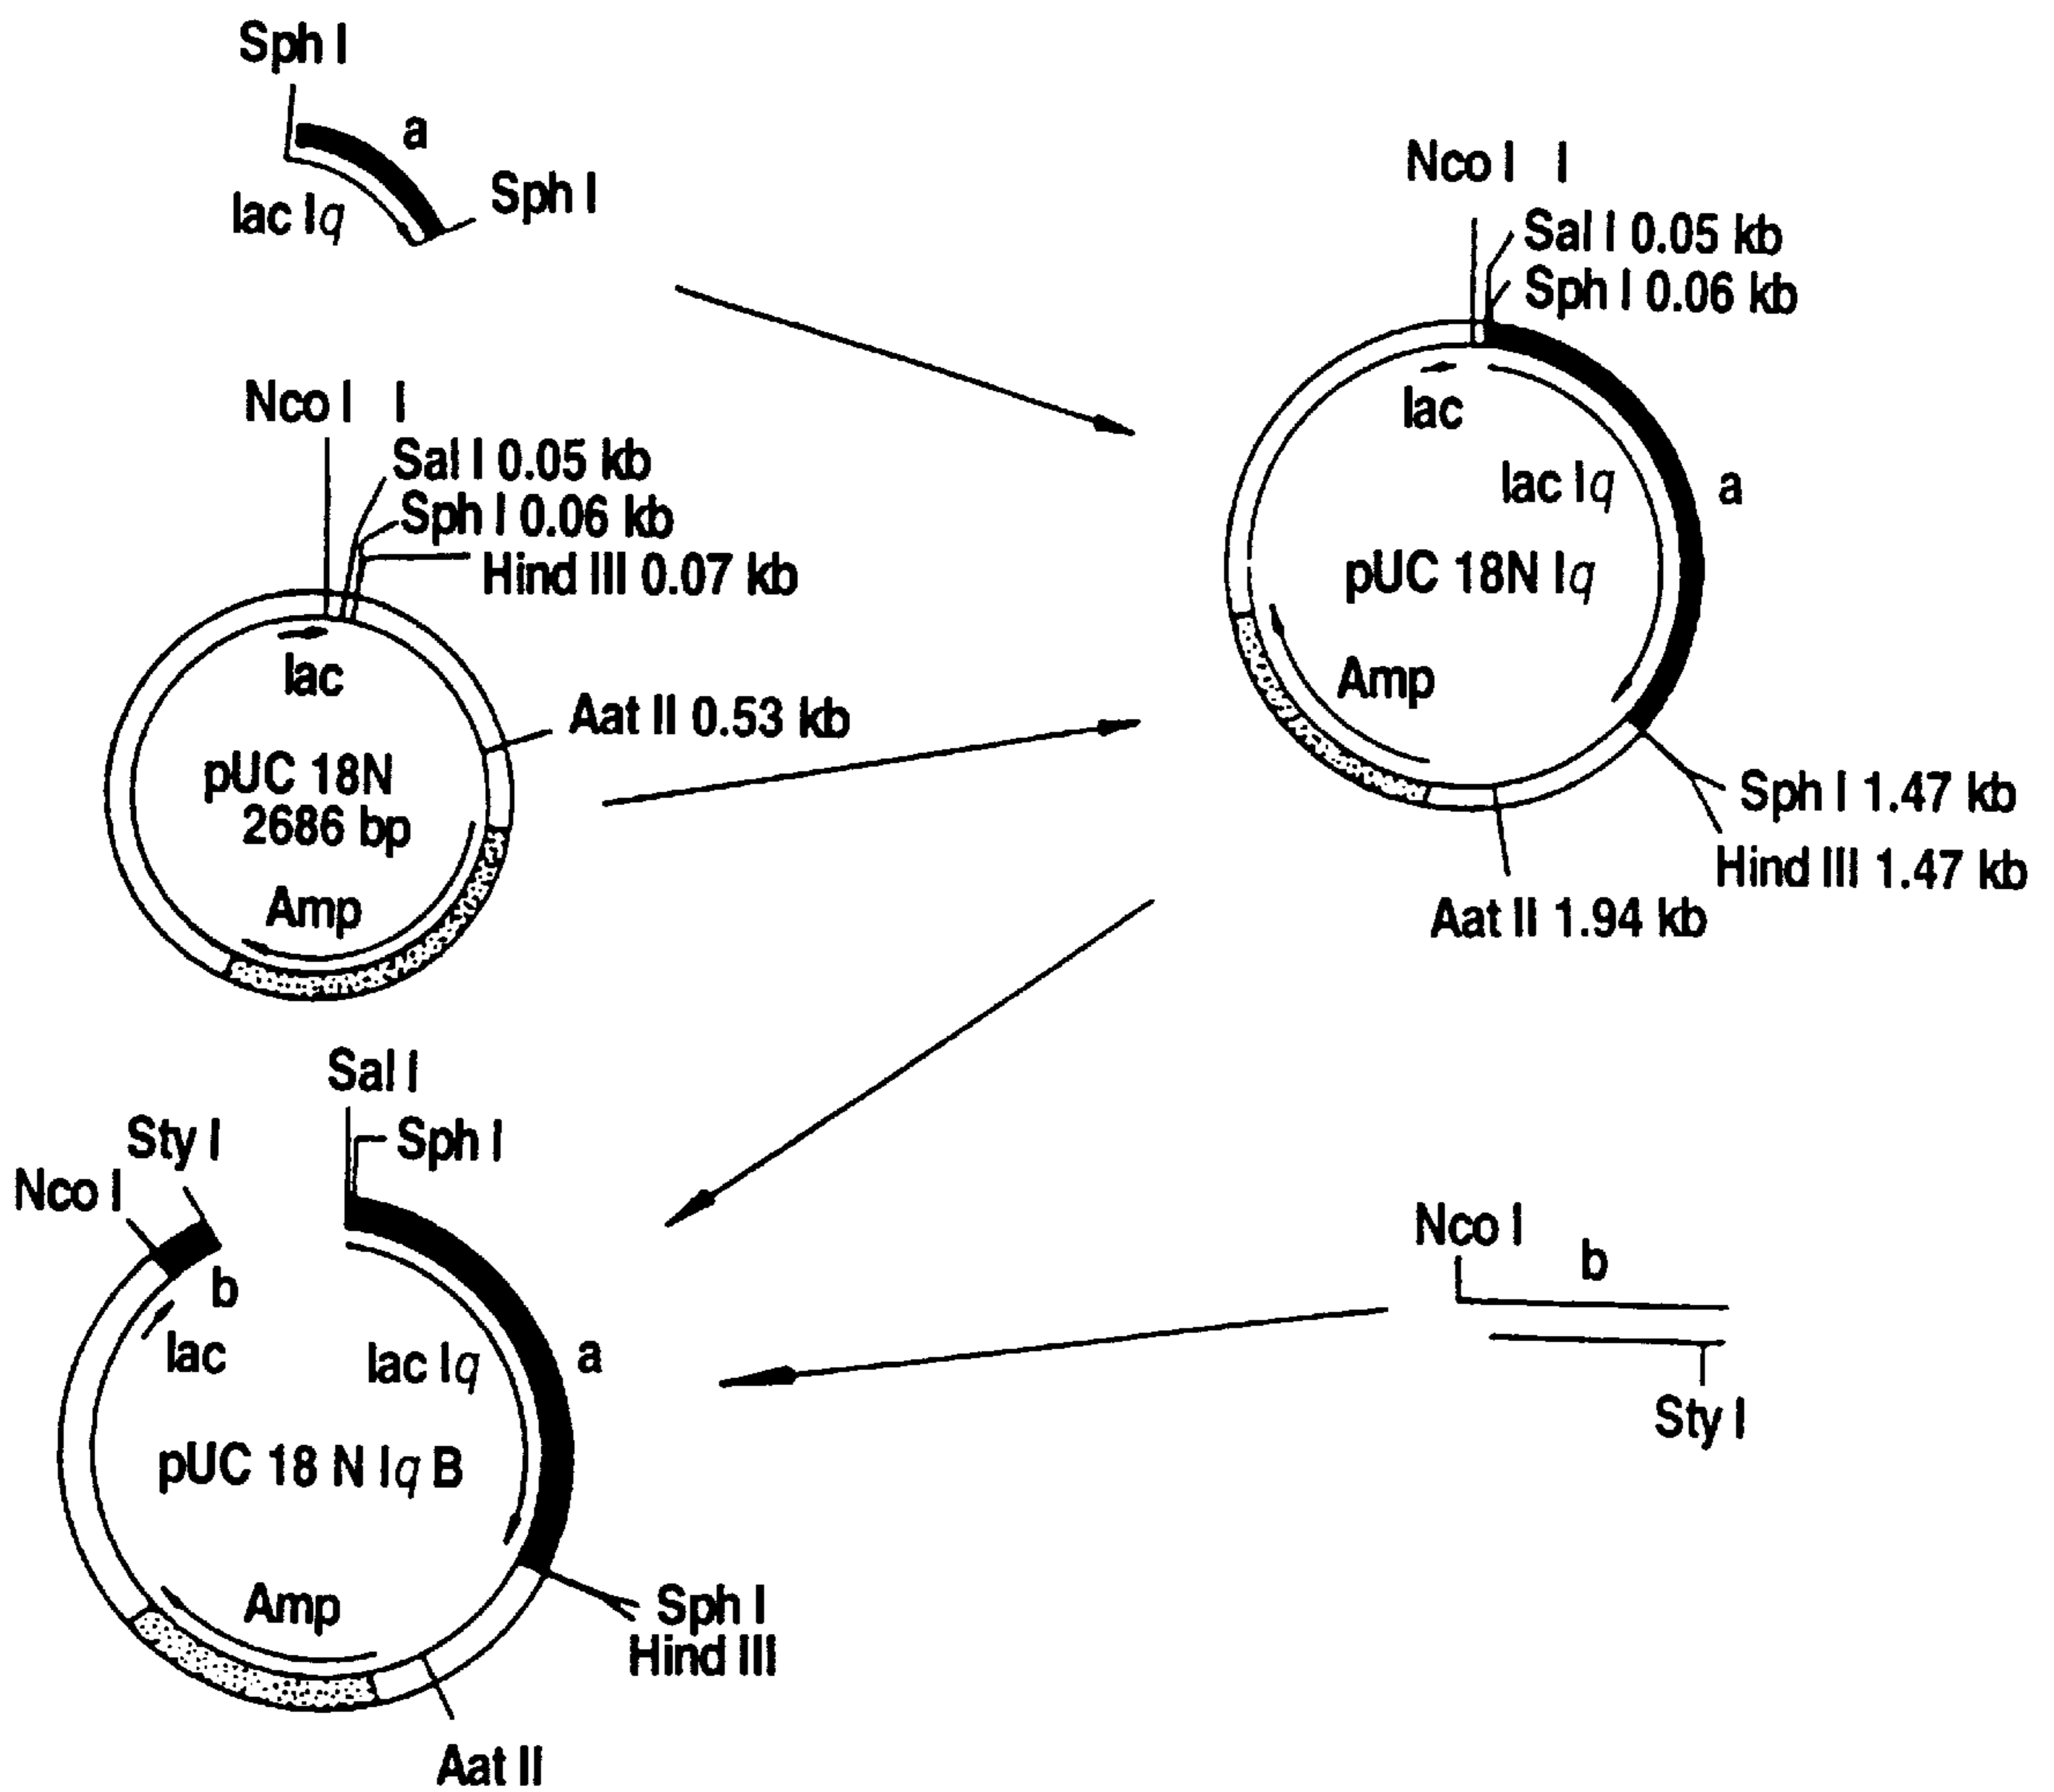 Sph I
a
Sph I
lac Iq
Nco I I
Sal I 0.05 kb
Sph I 0.06 kb
Hind III 0.07 kb
lac
Aat II 0.53 kb
pUC 18N
2686 bp
Amp
Nco I I
Sal I 0.05 kb
Sph I 0.06 kb
lac
lac Iq
a
pUC 18N Iq
Amp
Sph I 1.47 kb
Hind III 1.47 kb
Aat II 1.94 kb
Sal I
Sty I
Sph I
Nco I
b
lac
lac Iq
a
pUC 18 N Iq B
Amp
Sph I
Hind III
Aat II
Nco I
b
Sty I